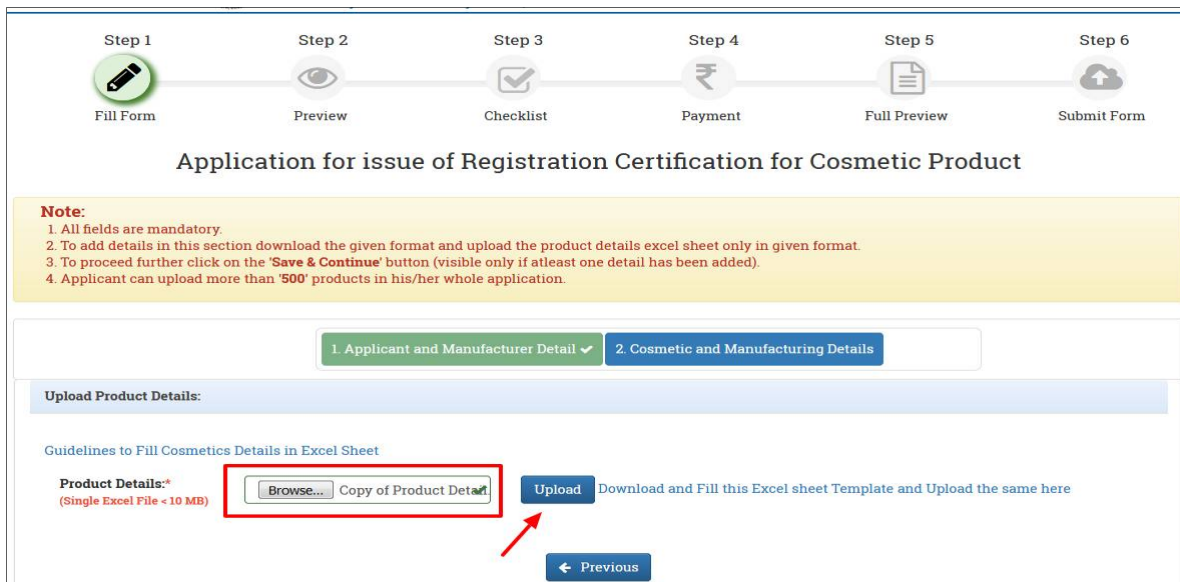 Step 1 Step 2 Step 3 Step 4 Step 5 Step 6
₹
Fill Form Preview Checklist Payment Full Preview Submit Form
Application for issue of Registration Certification for Cosmetic Product
Note:
1. All fields are mandatory.
2. To add details in this section download the given format and upload the product details excel sheet only in given format.
3. To proceed further click on the 'Save & Continue' button (visible only if atleast one detail has been added).
4. Applicant can upload more than '500' products in his/her whole application.
1. Applicant and Manufacturer Detail ✔ 2. Cosmetic and Manufacturing Details
Upload Product Details:
Guidelines to Fill Cosmetics Details in Excel Sheet
Product Details:* Browse... Copy of Product Detail Upload Download and Fill this Excel sheet Template and Upload the same here
(Single Excel File < 10 MB)
← Previous